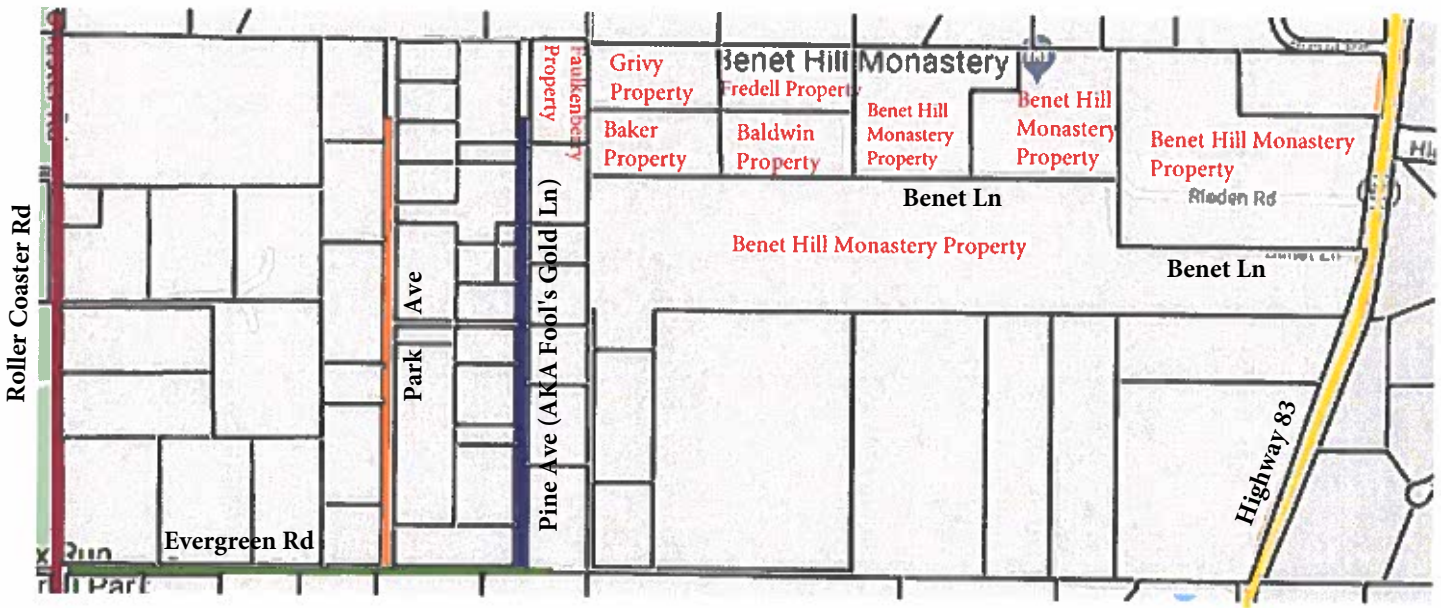 Benet Hill Monastery
Faulkenberry
Property
Grivy
Property
Fredell Property
Baker
Property
Baldwin
Property
Benet Hill
Monastery
Property
Benet Hill
Monastery
Property
Benet Hill Monastery
Property
Benet Ln
Benet Hill Monastery Property
Benet Ln
Roller Coaster Rd
Park Ave
Pine Ave (AKA Fool's Gold Ln)
Highway 83
Evergreen Rd
Run
Park